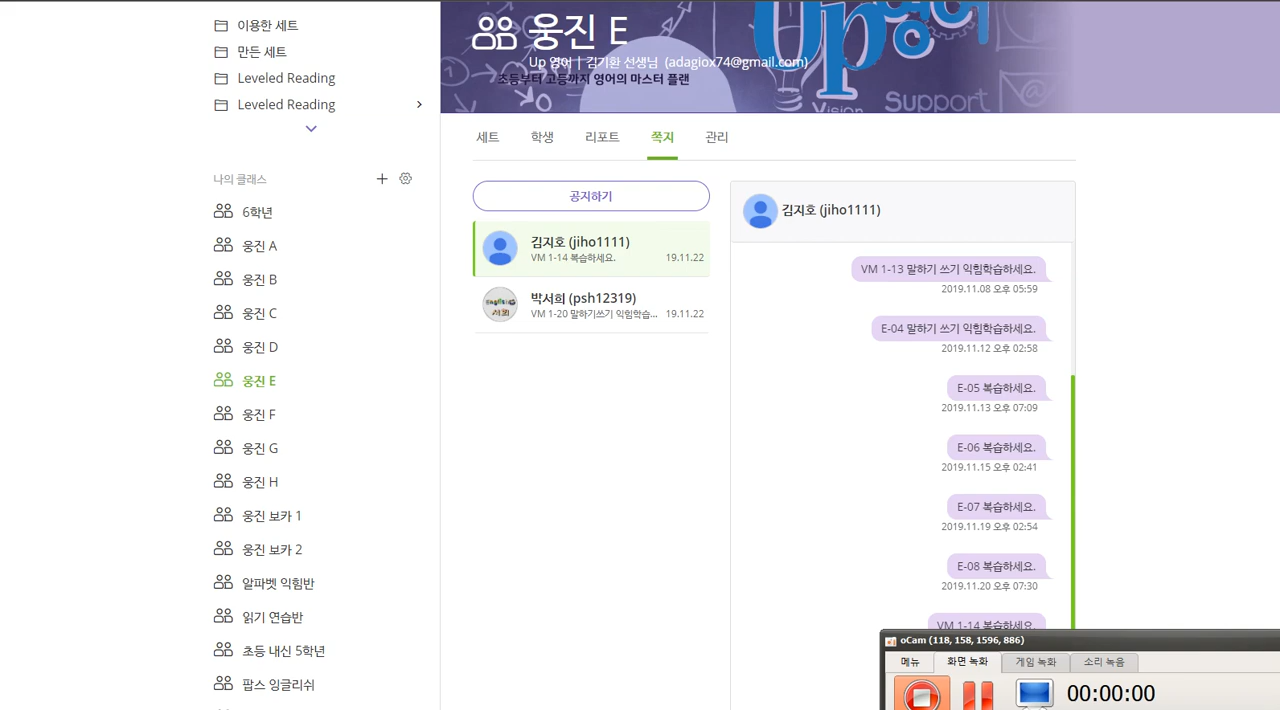 이용한 세트
만든 세트
Leveled Reading
Leveled Reading
나의 클래스
6학년
웅진 A
웅진 B
웅진 C
웅진 D
웅진 E
웅진 F
웅진 G
웅진 H
웅진 보카 1
웅진 보카 2
알파벳 익힘반
읽기 연습반
초등 내신 5학년
팝스 잉글리쉬
웅진 E
Up 영어 | 김기환 선생님 (adagiox74@gmail.com)
초등부터 고등까지 영어의 마스터 플랜
Up영어
Vision
Support
세트 학생 리포트 쪽지 관리
공지하기
김지호 (jiho1111)
VM 1-14 복습하세요. 19.11.22
박서희 (psh12319)
VM 1-20 말하기쓰기 익힘학습... 19.11.22
김지호 (jiho1111)
VM 1-13 말하기 쓰기 익힘학습하세요.
2019.11.08 오후 05:59
E-04 말하기 쓰기 익힘학습하세요.
2019.11.12 오후 02:58
E-05 복습하세요.
2019.11.13 오후 07:09
E-06 복습하세요.
2019.11.15 오후 02:41
E-07 복습하세요.
2019.11.19 오후 02:54
E-08 복습하세요.
2019.11.20 오후 07:30
VM 1-14 복습하세요.
oCam (118, 158, 1596, 886)
메뉴 화면 녹화 게임 녹화 소리 녹음
00:00:00